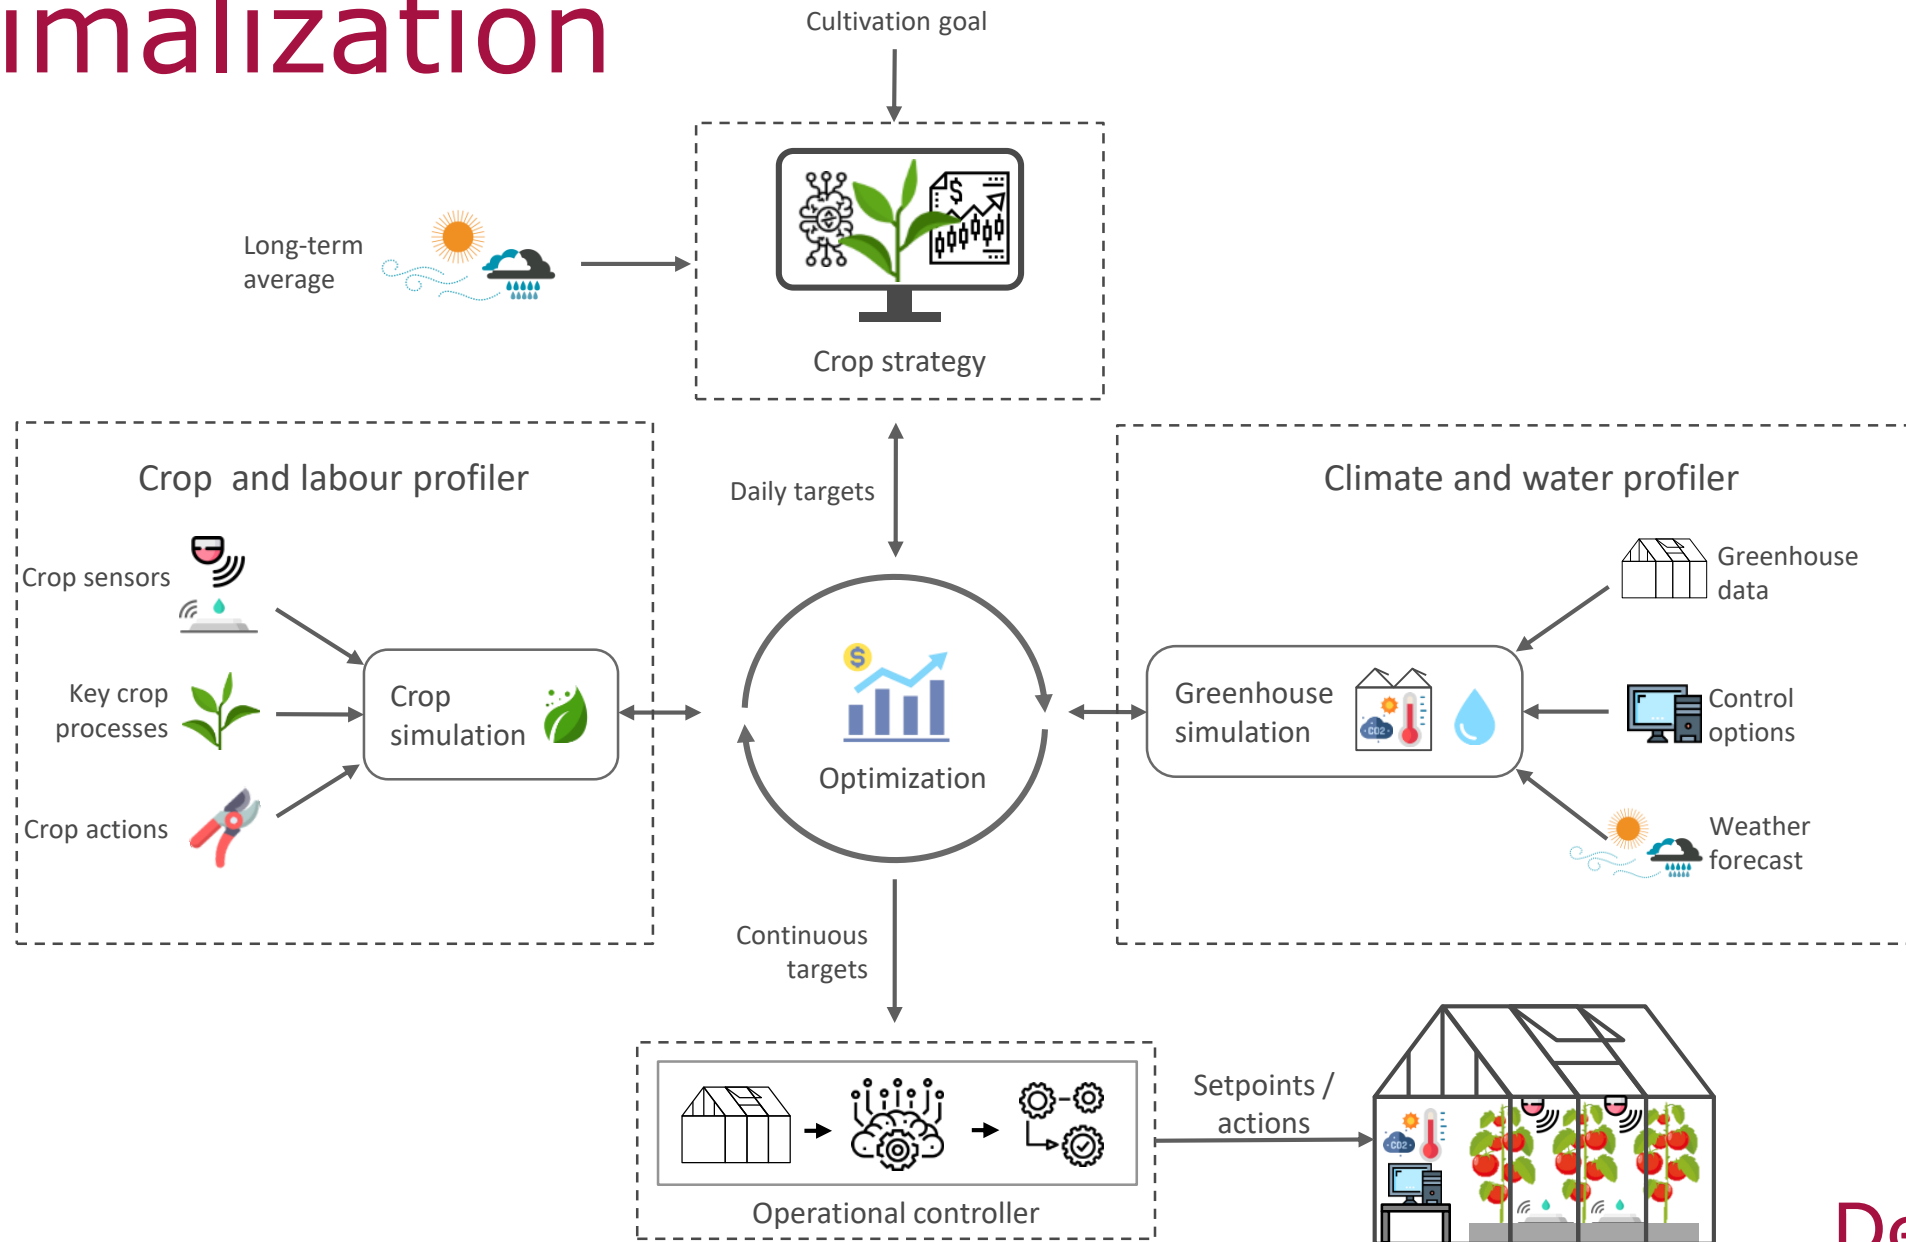 imalization
Cultivation goal
Long-term
average
Crop strategy
Crop and labour profiler
Daily targets
Climate and water profiler
Crop sensors
Greenhouse
data
Key crop
processes
Crop
simulation
Greenhouse
simulation
CO2
Control
options
Optimization
Crop actions
Weather
forecast
Continuous
targets
Setpoints /
actions
CO2
Operational controller
De